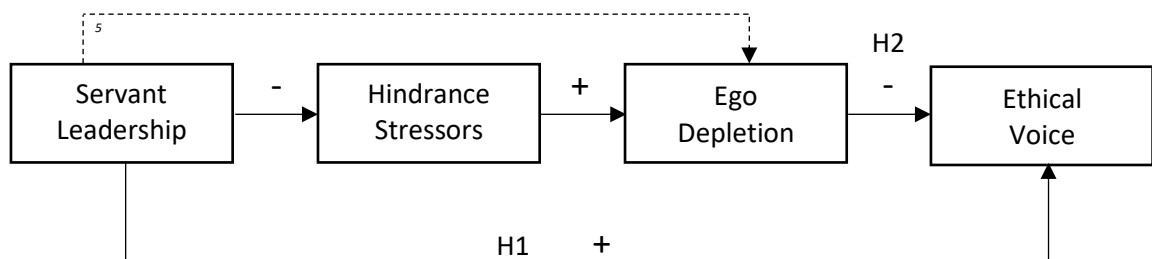 5
H2
Servant
Leadership
-
Hindrance
Stressors
+
Ego
Depletion
-
Ethical
Voice
H1 +